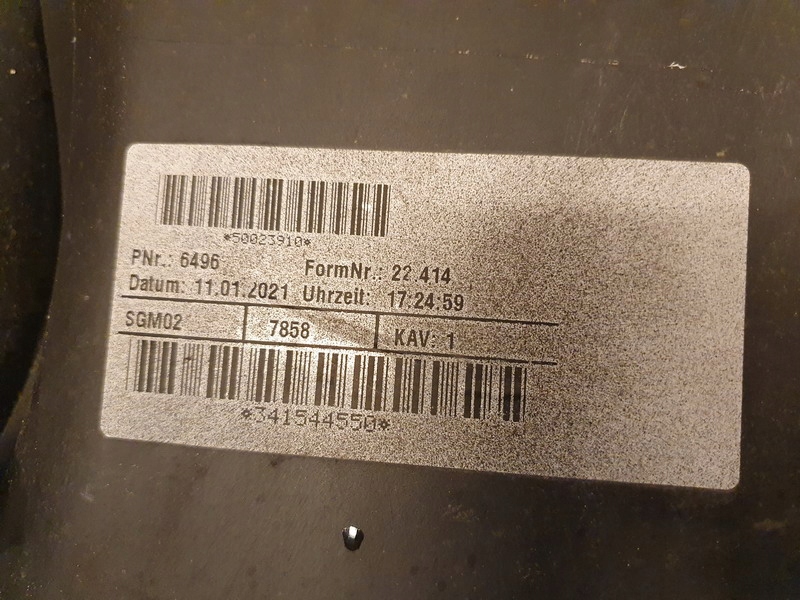 *50023910*
PNr.: 6496 FormNr.: 22 414
Datum: 11.01.2021 Uhrzeit: 17:24:59
SGM02 7858 KAV: 1
*341544550*